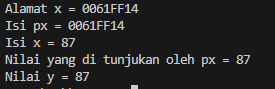 Alamat x = 0061FF14
Isi px = 0061FF14
Isi x = 87
Nilai yang di tunjukan oleh px = 87
Nilai y = 87